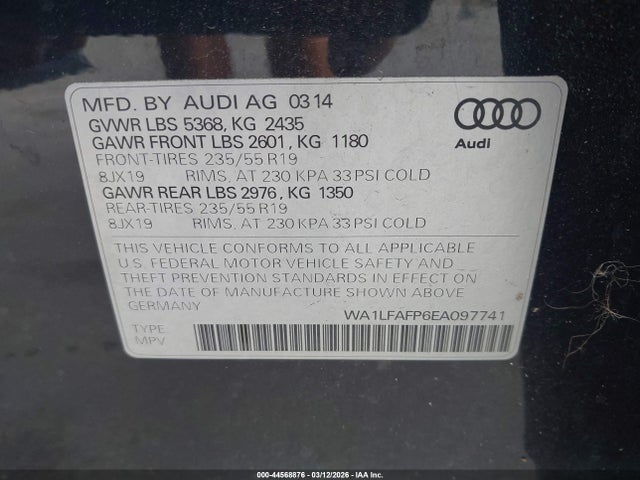 MFD. BY AUDI AG 0314
GVWR LBS 5368, KG 2435
GAWR FRONT LBS 2601, KG 1180
FRONT-TIRES 235/55 R19
8JX19 RIMS, AT 230 KPA 33 PSI COLD
GAWR REAR LBS 2976, KG 1350
REAR-TIRES 235/55 R19
8JX19 RIMS, AT 230 KPA 33 PSI COLD
Audi
THIS VEHICLE CONFORMS TO ALL APPLICABLE
U.S. FEDERAL MOTOR VEHICLE SAFETY AND
THEFT PREVENTION STANDARDS IN EFFECT ON
THE DATE OF MANUFACTURE SHOWN ABOVE
GERMANY
WA1LFAFP6EA097741
TYPE:
MPV
000-44568876 | 03/12/2026 | IAA Inc.